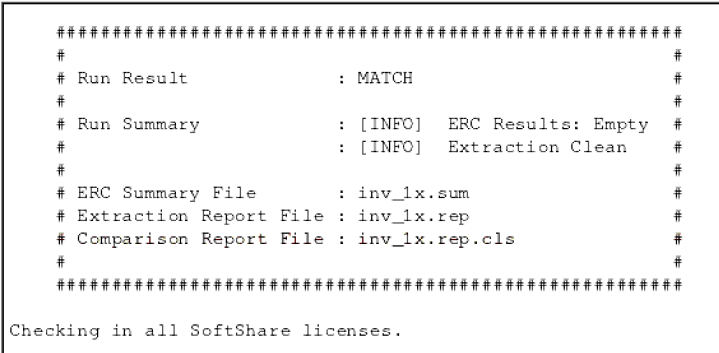 ########################################################
#                                                      #
# Run Result             : MATCH                       #
#                                                      #
# Run Summary            : [INFO]  ERC Results: Empty  #
#                        : [INFO]  Extraction Clean    #
#                                                      #
# ERC Summary File       : inv_1x.sum                  #
# Extraction Report File : inv_1x.rep                  #
# Comparison Report File : inv_1x.rep.cls              #
#                                                      #
########################################################
Checking in all SoftShare licenses.